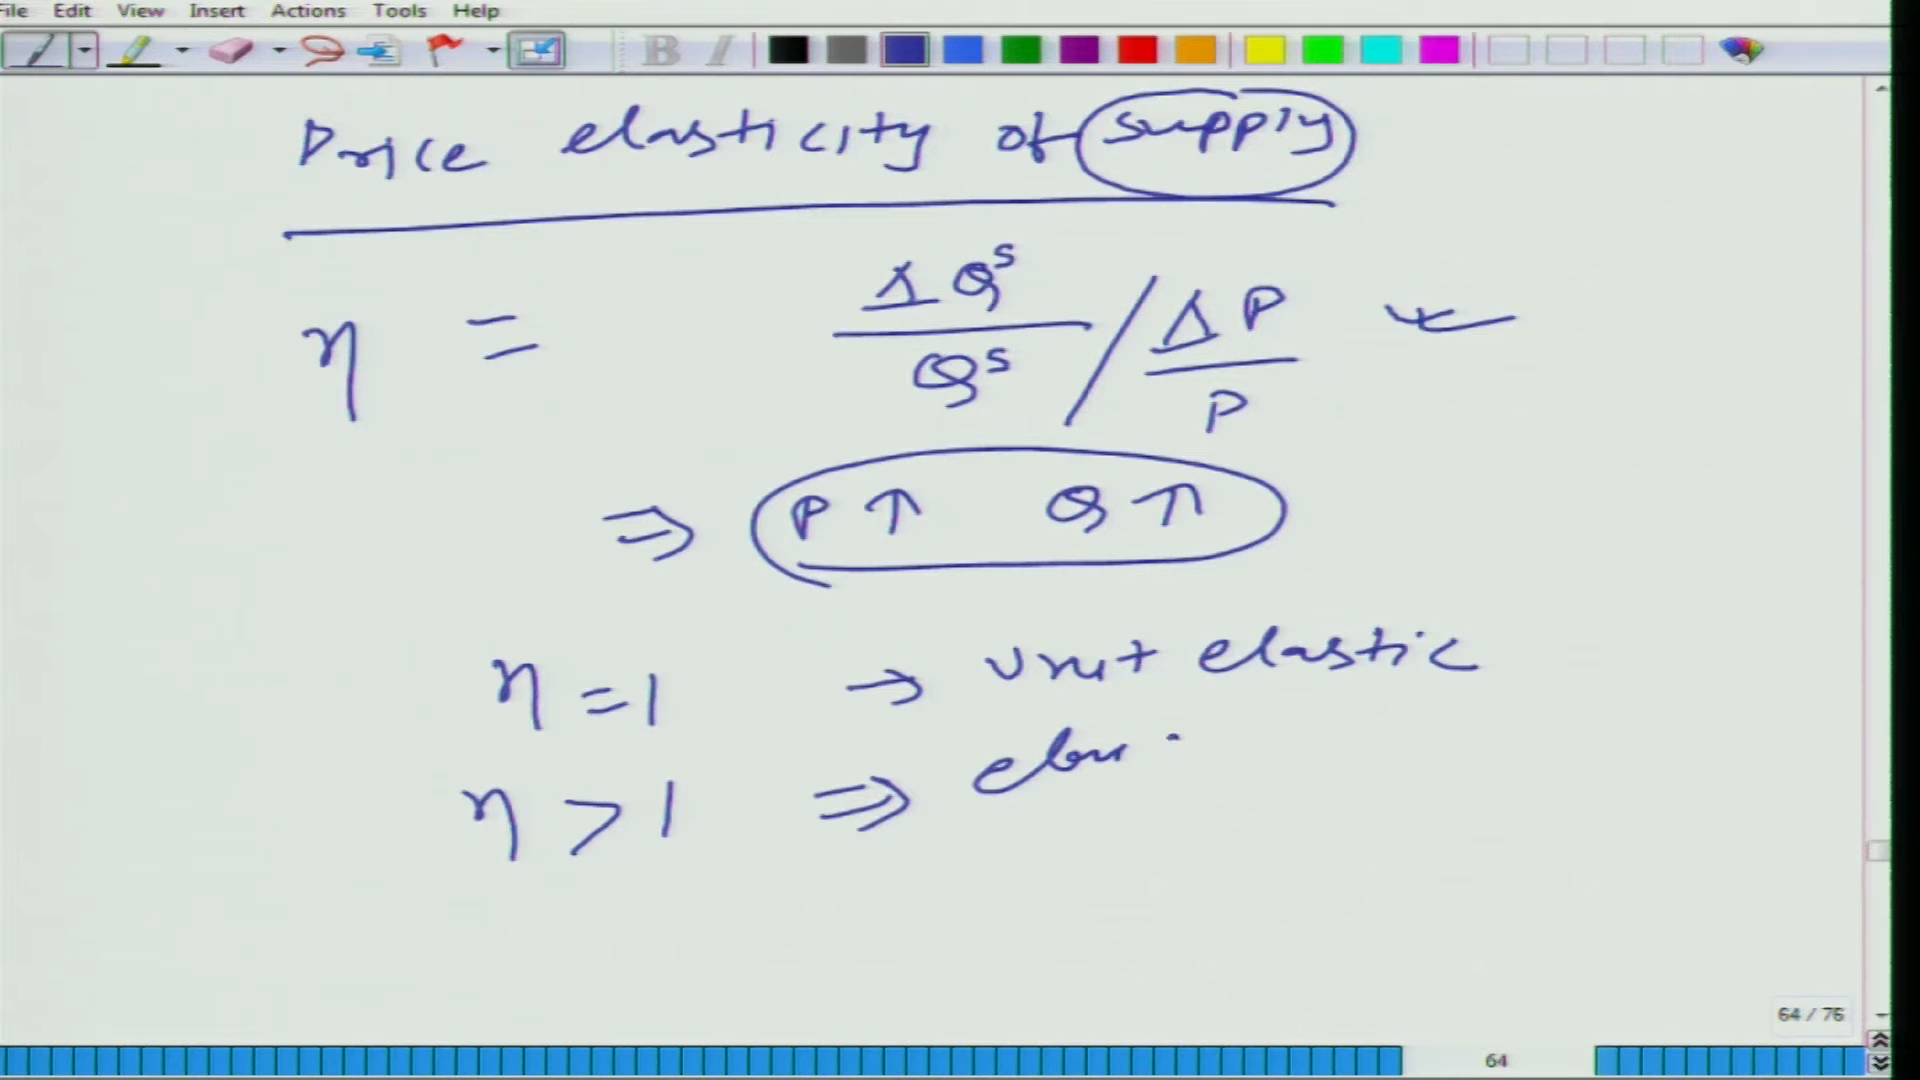 File Edit View Insert Actions Tools Help
B I
Price elasticity of supply
η = ΔQˢ/Qˢ / ΔP/P
⇒ P↑ Q↑
η =1 → unit elastic
η > 1 ⇒ elas
64 / 76
64